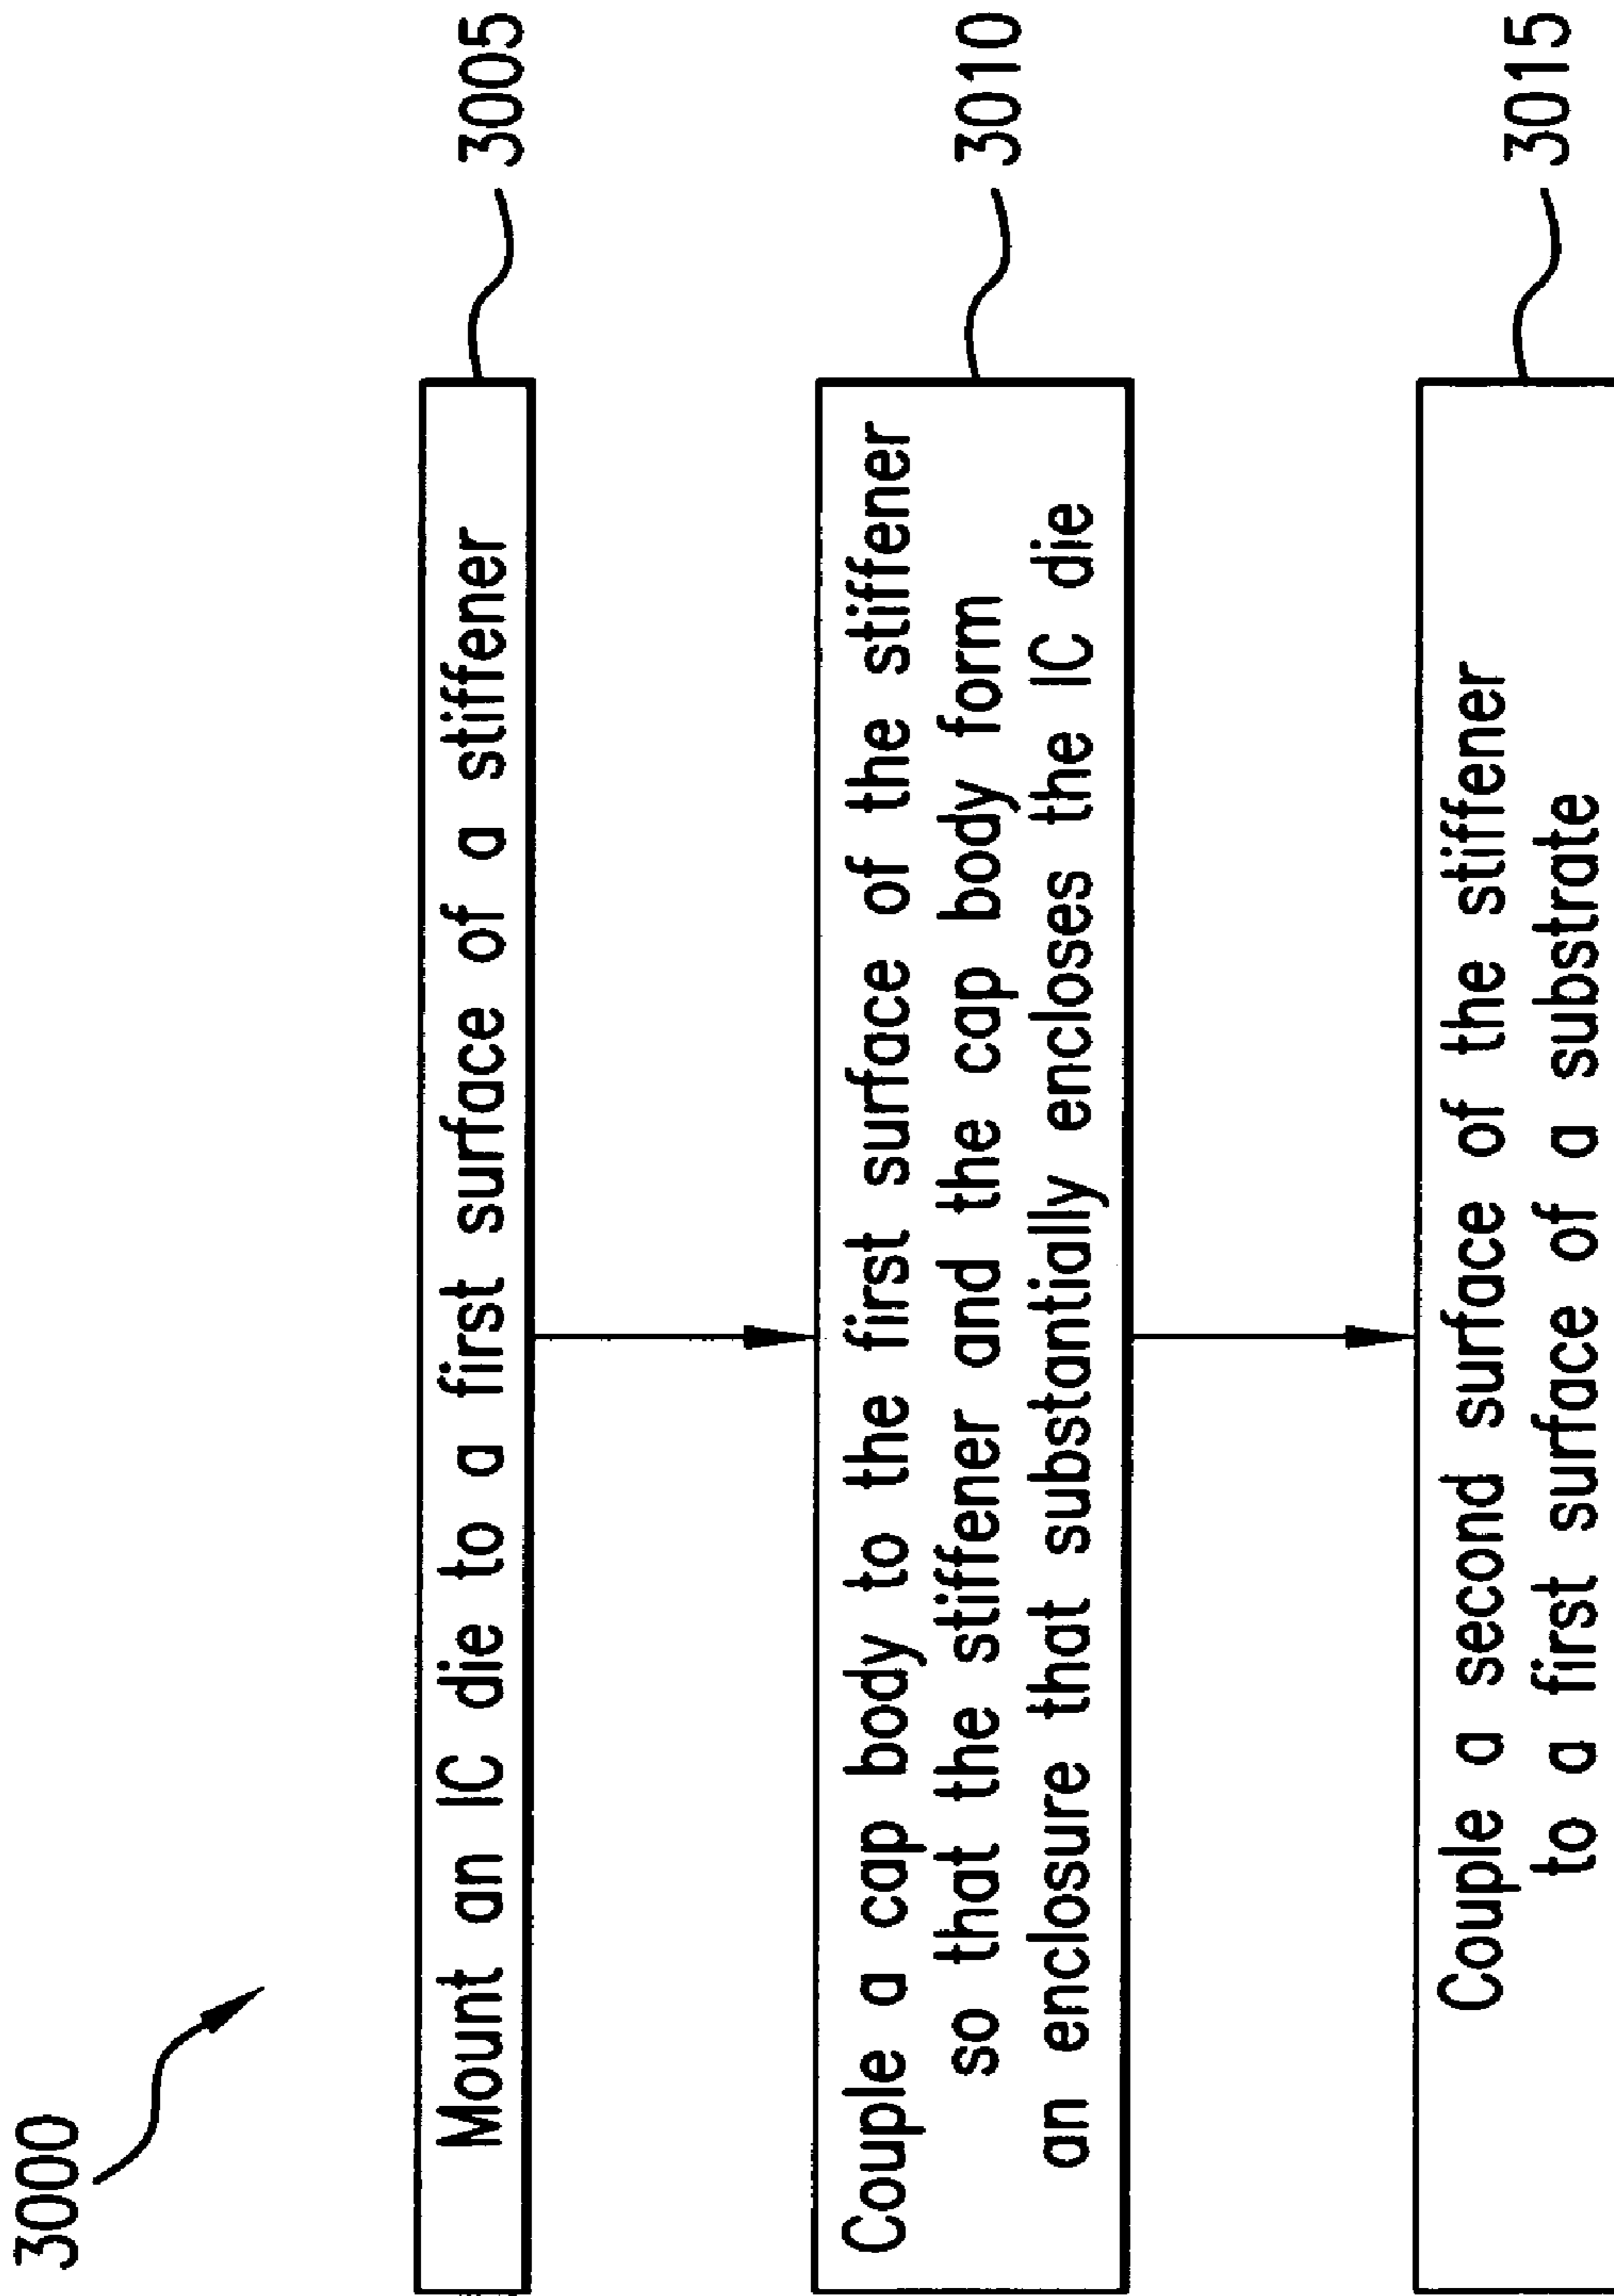 3000
Mount an IC die to a first surface of a stiffener
3005
Couple a cap body to the first surface of the stiffener
so that the stiffener and the cap body form
an enclosure that substantially encloses the IC die
3010
Couple a second surface of the stiffener
to a first surface of a substrate
3015